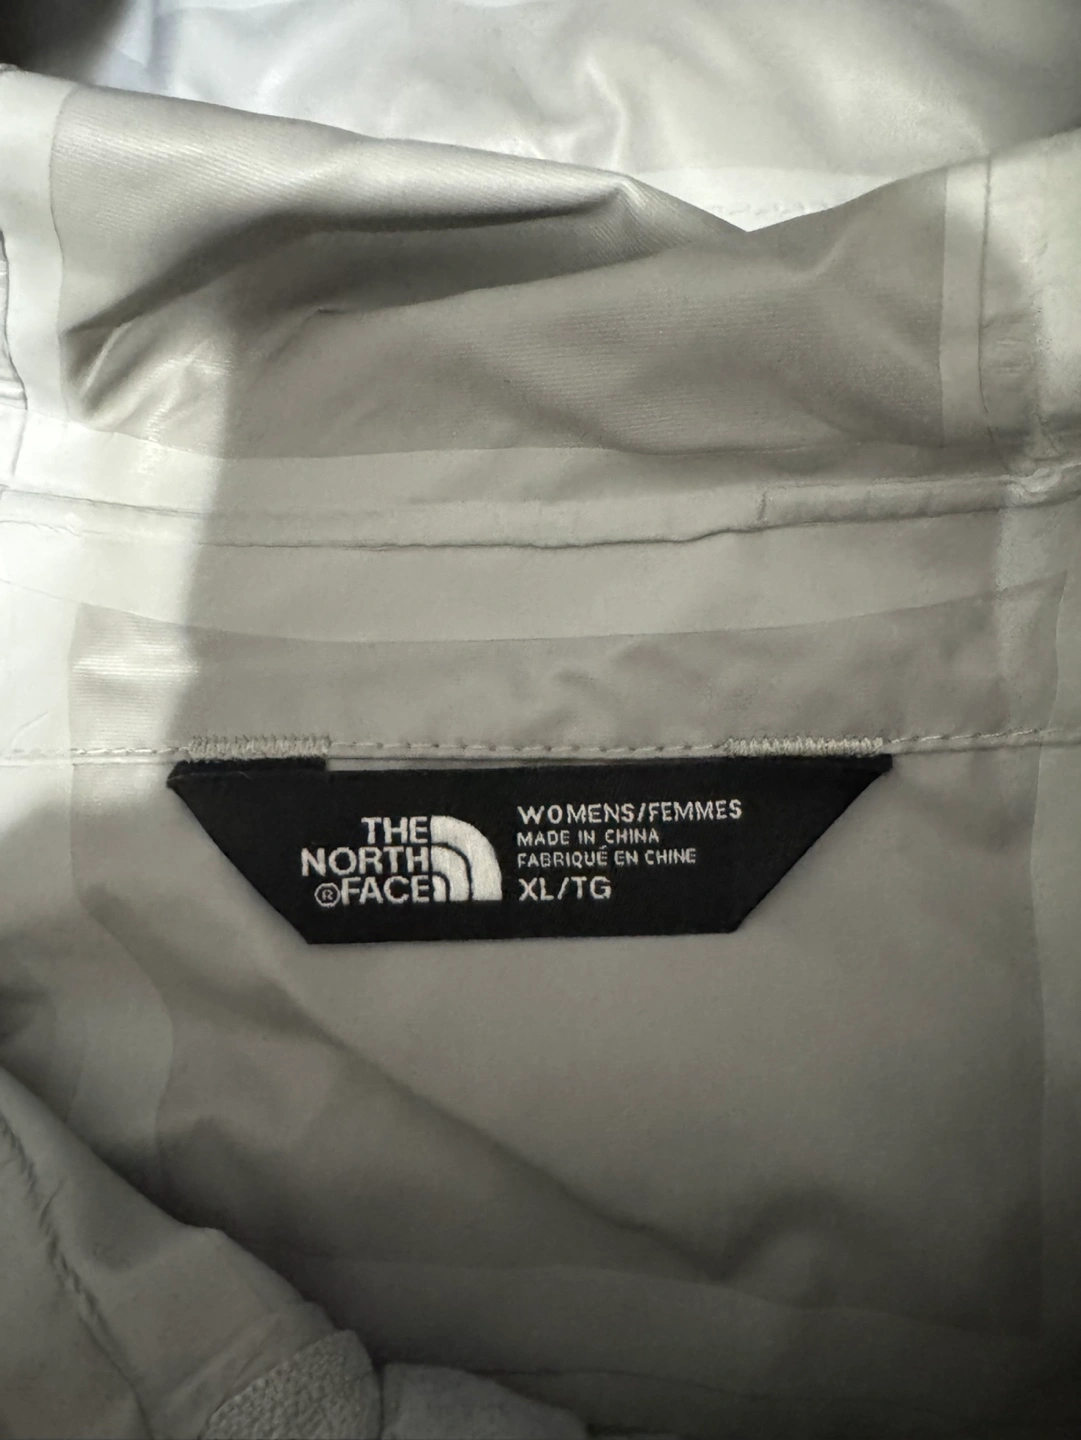 THE
NORTH
®FACE
WOMENS/FEMMES
MADE IN CHINA
FABRIQUÉ EN CHINE
XL/TG